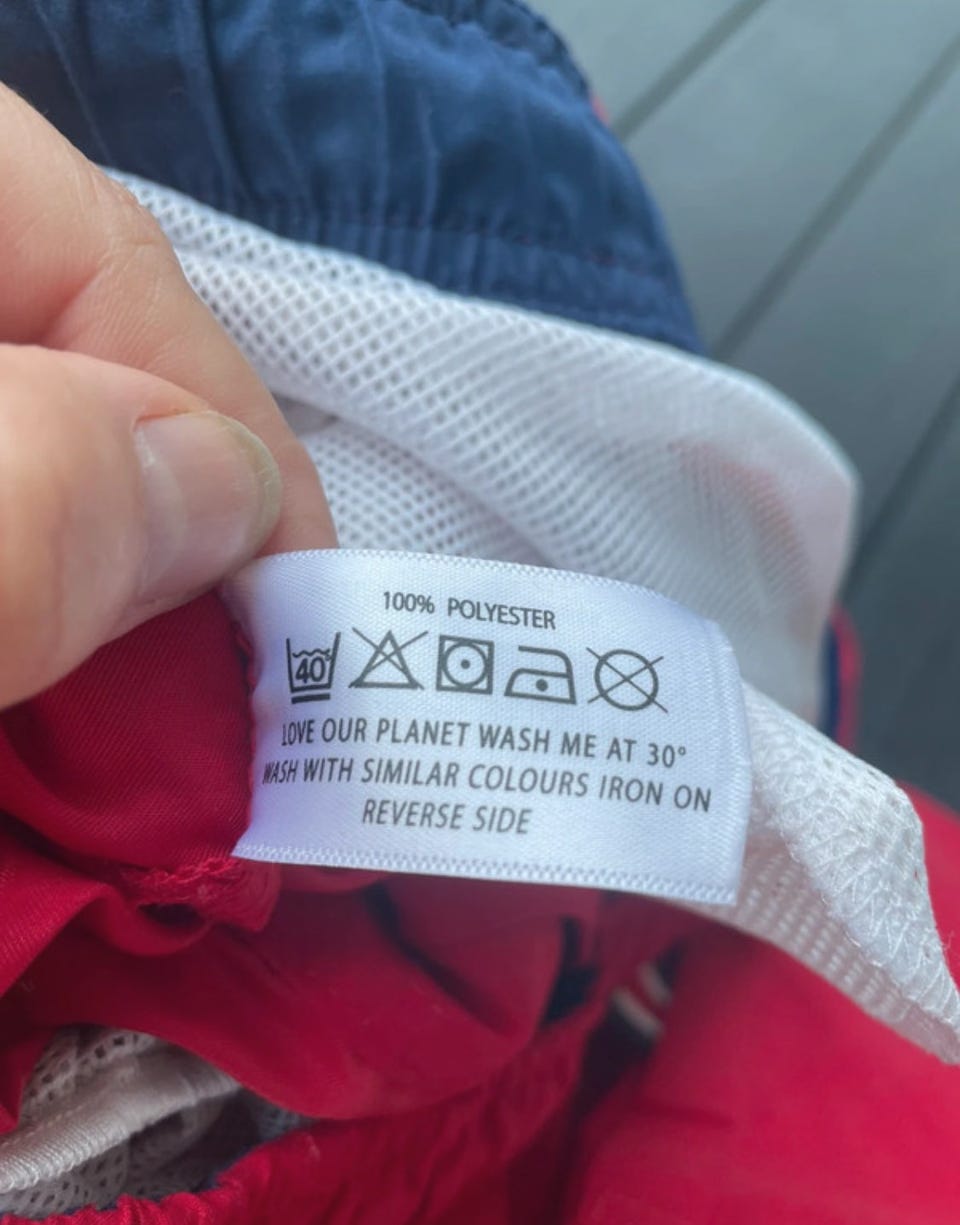 100% POLYESTER
40°
LOVE OUR PLANET WASH ME AT 30°
WASH WITH SIMILAR COLOURS IRON ON
REVERSE SIDE